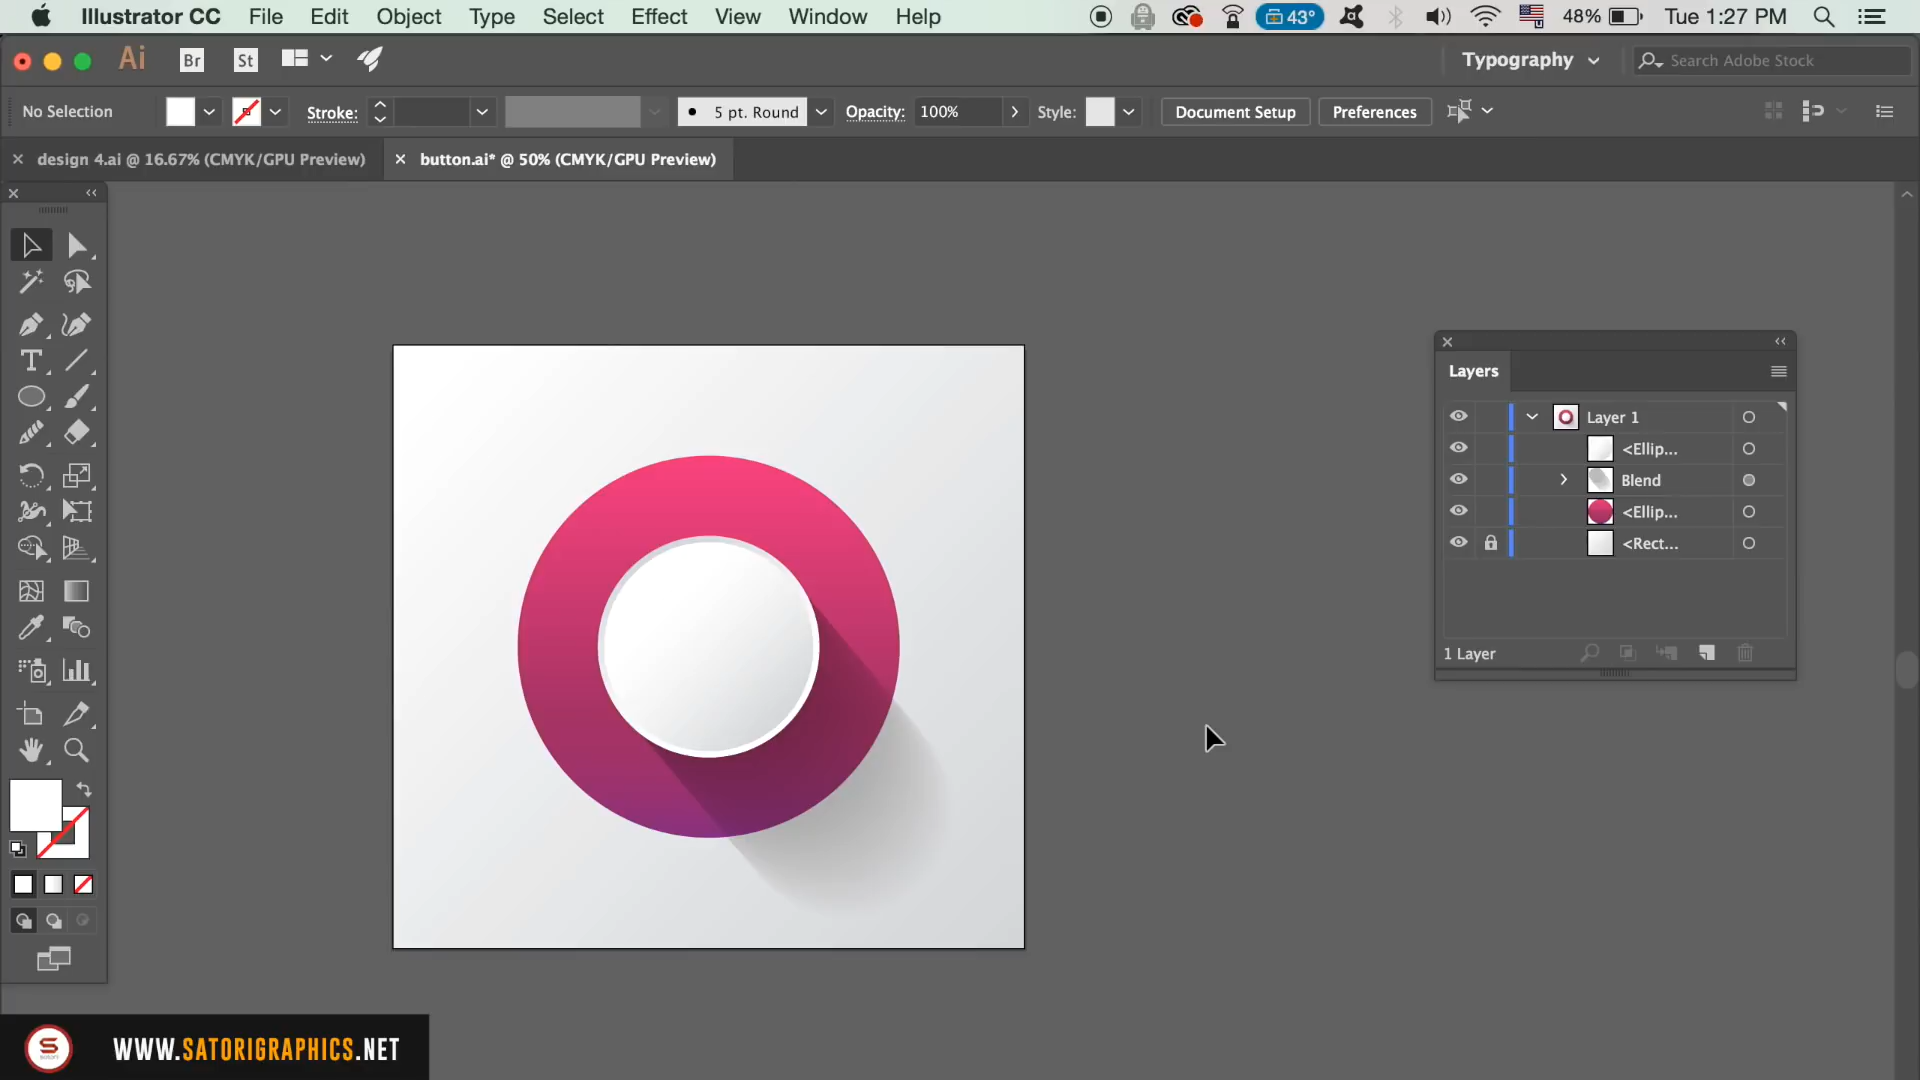 Illustrator CC File Edit Object Type Select Effect View Window Help 43° 48% Tue 1:27 PM
Ai Br St Typography Search Adobe Stock
No Selection Stroke: 5 pt. Round Opacity: 100% Style: Document Setup Preferences
design 4.ai @ 16.67% (CMYK/GPU Preview) button.ai* @ 50% (CMYK/GPU Preview)
Layers
Layer 1
<Ellip...
Blend
<Ellip...
<Rect...
1 Layer
WWW.SATORIGRAPHICS.NET